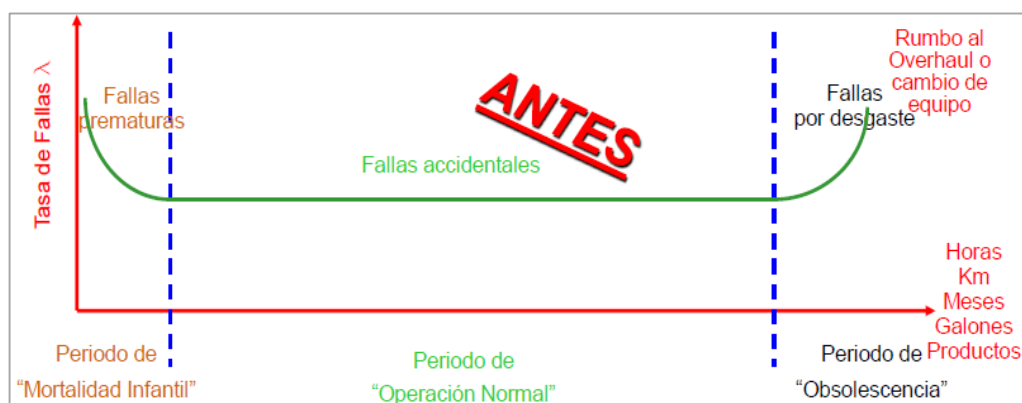 Tasa de Fallas λ
Fallas
prematuras
ANTES
Fallas accidentales
Rumbo al
Overhaul o
cambio de
equipo
Fallas
por desgaste
Horas
Km
Meses
Galones
Productos
Periodo de
“Mortalidad Infantil”
Periodo de
“Operación Normal”
Periodo de
“Obsolescencia”